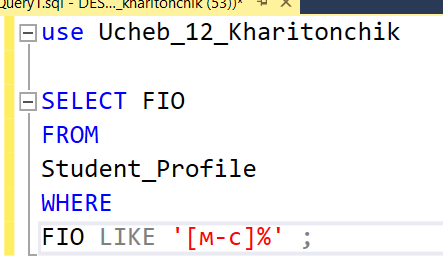 Query1.sql - DES..._kharitonchik (53))*
use Ucheb_12_Kharitonchik
SELECT FIO
FROM
Student_Profile
WHERE
FIO LIKE '[м-с]%' ;